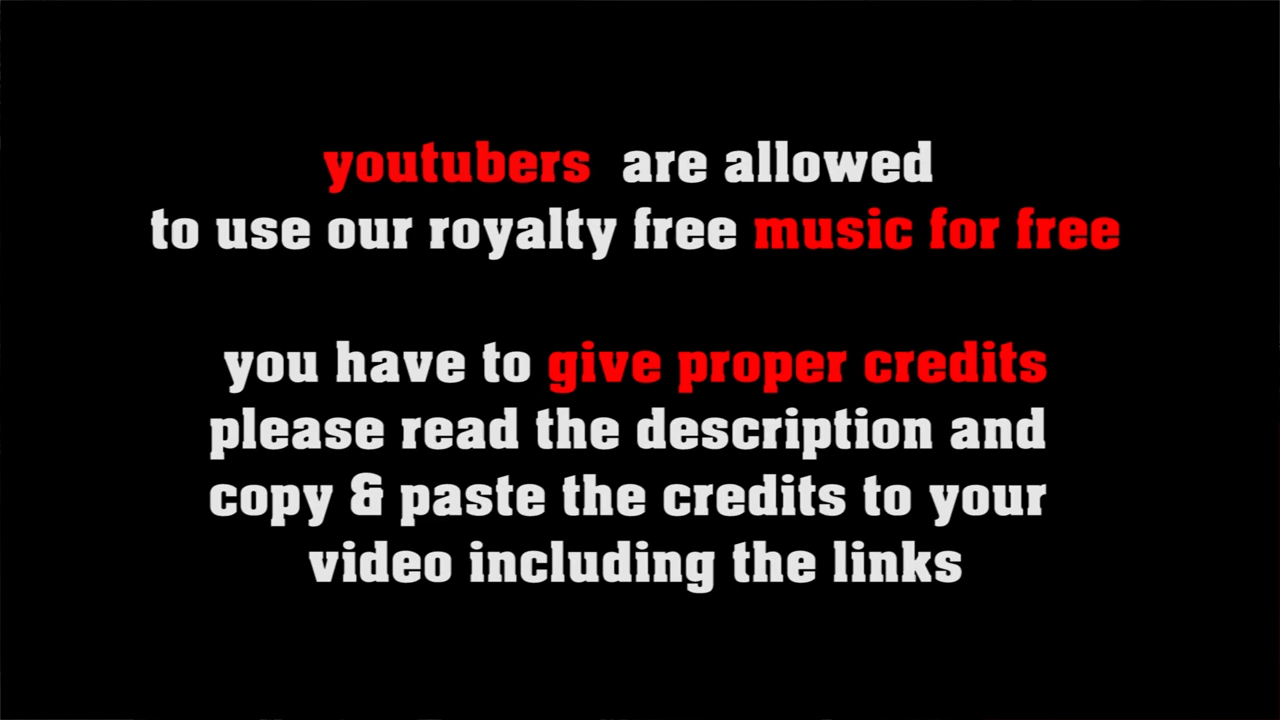 youtubers are allowed
to use our royalty free music for free
you have to give proper credits
please read the description and
copy & paste the credits to your
video including the links